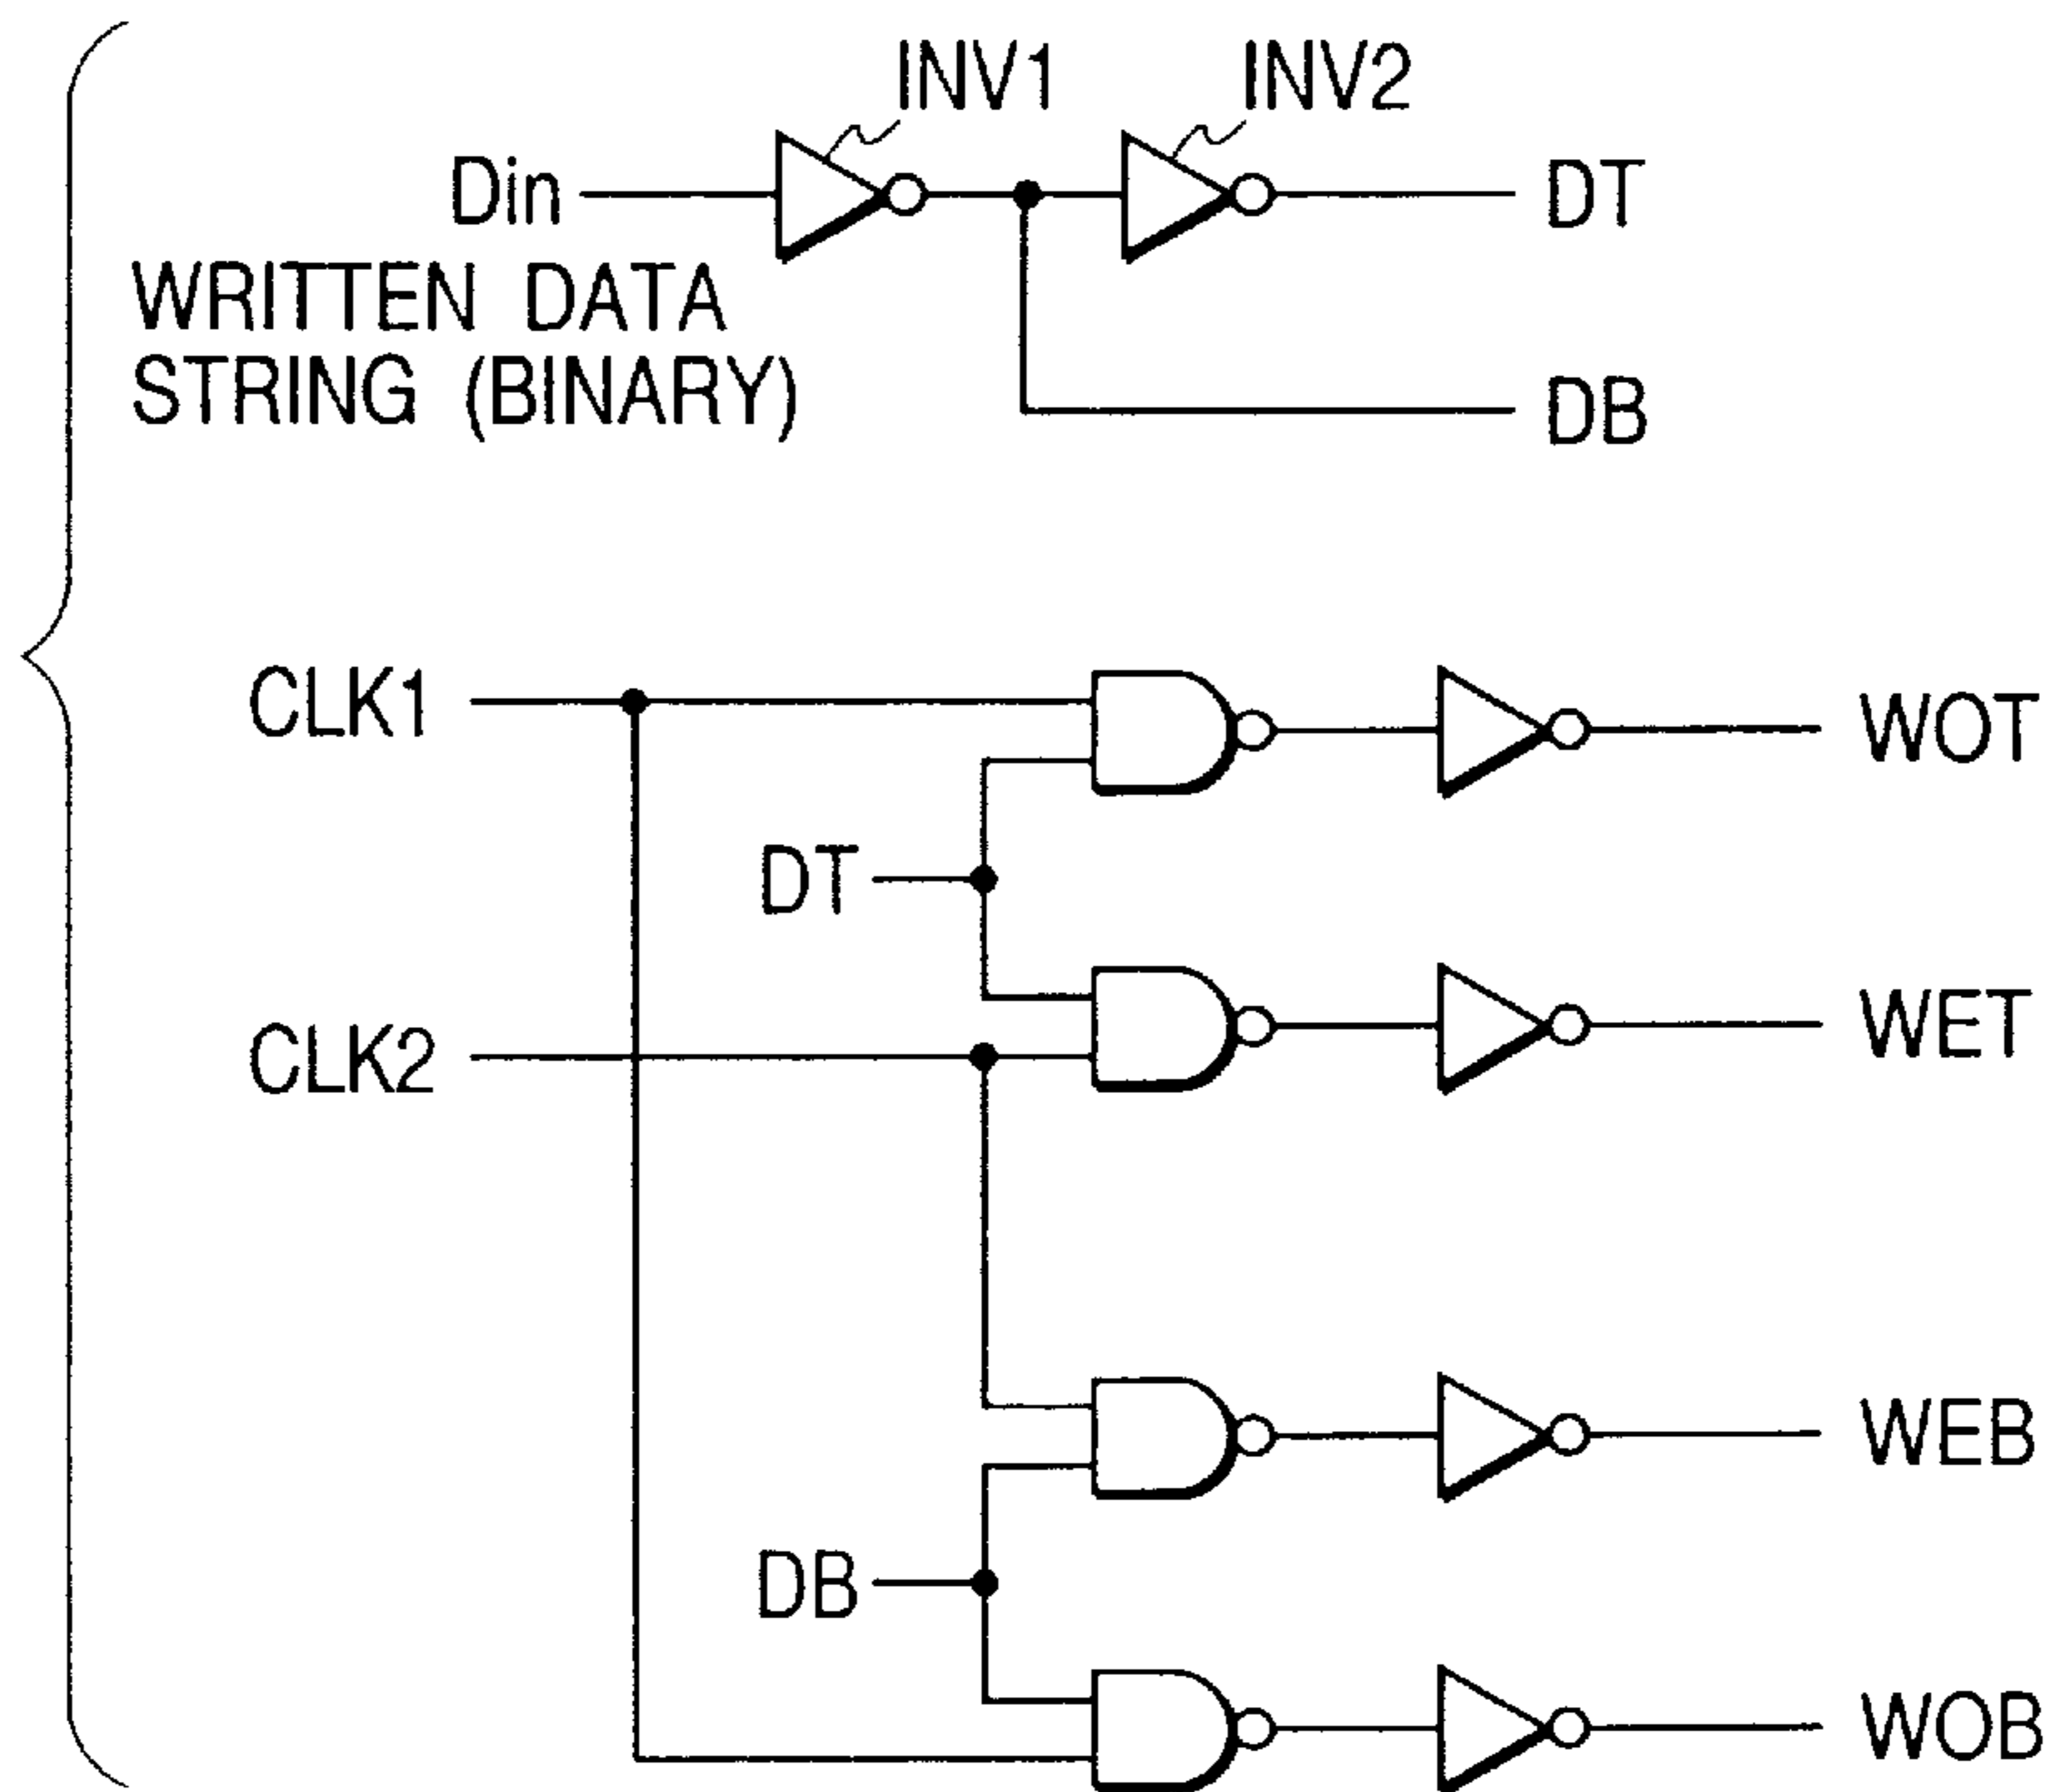 INV1
INV2
Din
DT
WRITTEN DATA
STRING (BINARY)
DB
CLK1
WOT
DT
WET
CLK2
WEB
DB
WOB